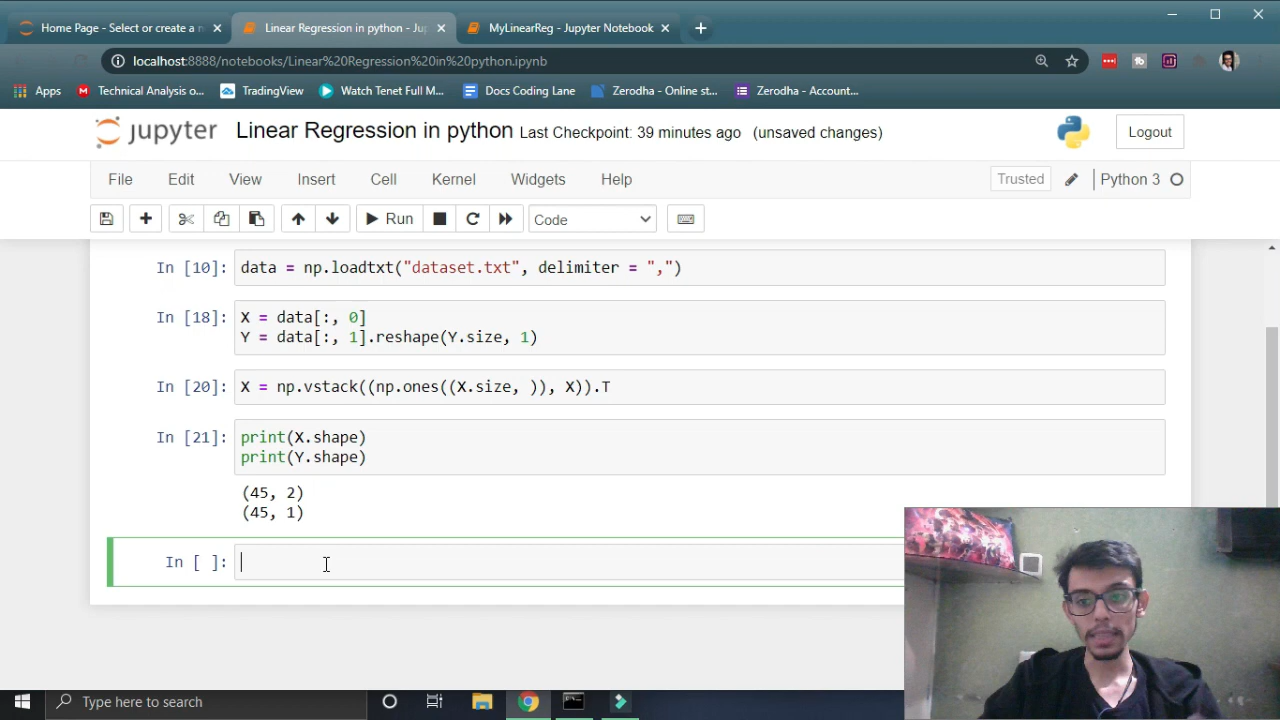 Home Page - Select or create a n
Linear Regression in python - Jup
MyLinearReg - Jupyter Notebook
localhost:8888/notebooks/Linear%20Regression%20in%20python.ipynb
Apps
Technical Analysis o...
TradingView
Watch Tenet Full M...
Docs Coding Lane
Zerodha - Online st...
Zerodha - Account...
jupyter Linear Regression in python Last Checkpoint: 39 minutes ago (unsaved changes)
Logout
File Edit View Insert Cell Kernel Widgets Help
Trusted
Python 3
Run
Code
In [10]: data = np.loadtxt("dataset.txt", delimiter = ",")
In [18]: X = data[:, 0]
Y = data[:, 1].reshape(Y.size, 1)
In [20]: X = np.vstack((np.ones((X.size, )), X)).T
In [21]: print(X.shape)
print(Y.shape)
(45, 2)
(45, 1)
In [ ]:
Type here to search